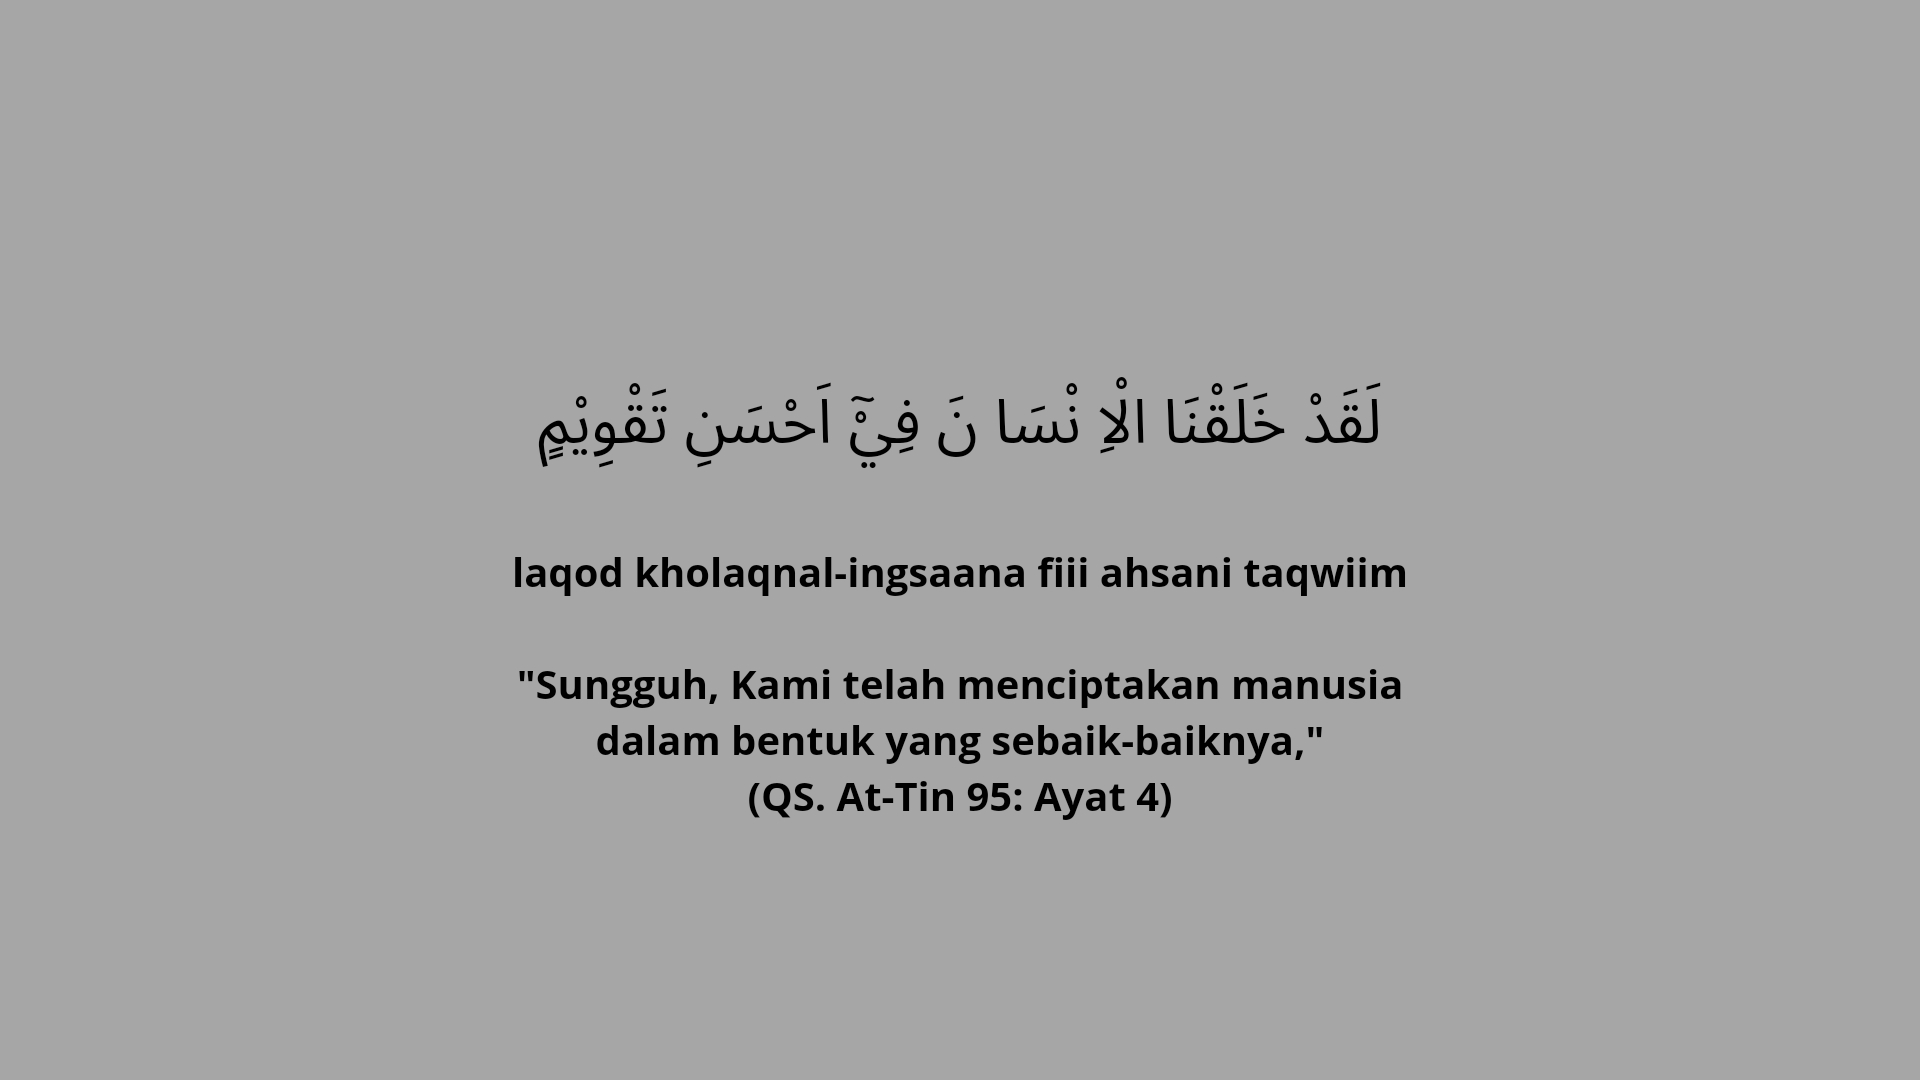 لَقَدْ خَلَقْنَا الْاِ نْسَا نَ فِيْۤ اَحْسَنِ تَقْوِيْمٍ
laqod kholaqnal-ingsaana fiii ahsani taqwiim
"Sungguh, Kami telah menciptakan manusia
dalam bentuk yang sebaik-baiknya,"
(QS. At-Tin 95: Ayat 4)